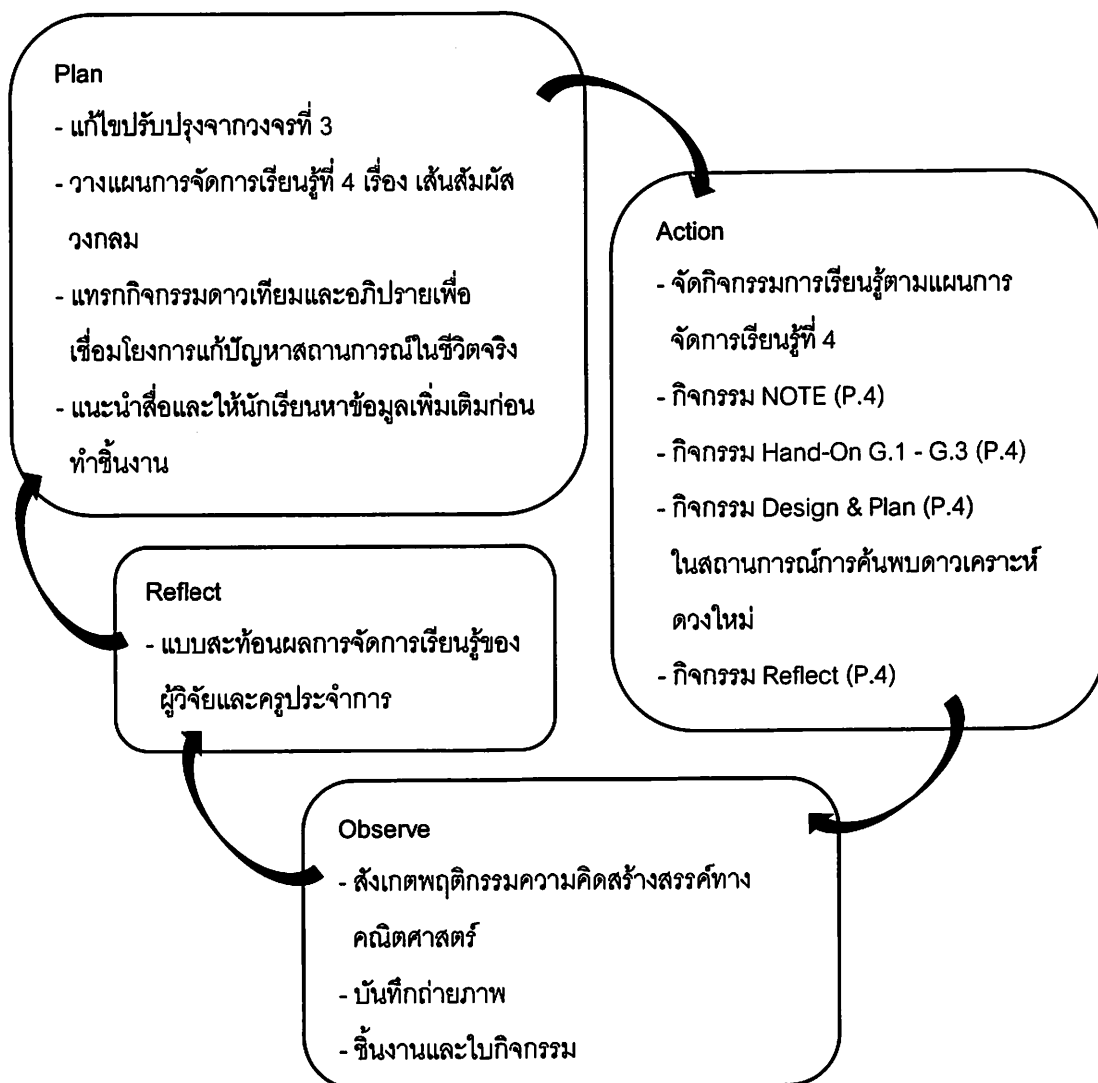 Plan
- แก้ไขปรับปรุงจากวงจรที่ 3
- วางแผนการจัดการเรียนรู้ที่ 4 เรื่อง เส้นสัมผัส
วงกลม
- แทรกกิจกรรมดาวเทียมและอภิปรายเพื่อ
เชื่อมโยงการแก้ปัญหาสถานการณ์ในชีวิตจริง
- แนะนำสื่อและให้นักเรียนหาข้อมูลเพิ่มเติมก่อน
ทำชิ้นงาน
Action
- จัดกิจกรรมการเรียนรู้ตามแผนการ
จัดการเรียนรู้ที่ 4
- กิจกรรม NOTE (P.4)
- กิจกรรม Hand-On G.1 - G.3 (P.4)
- กิจกรรม Design & Plan (P.4)
ในสถานการณ์การค้นพบดาวเคราะห์
ดวงใหม่
- กิจกรรม Reflect (P.4)
Reflect
- แบบสะท้อนผลการจัดการเรียนรู้ของ
ผู้วิจัยและครูประจำการ
Observe
- สังเกตพฤติกรรมความคิดสร้างสรรค์ทาง
คณิตศาสตร์
- บันทึกถ่ายภาพ
- ชิ้นงานและใบกิจกรรม